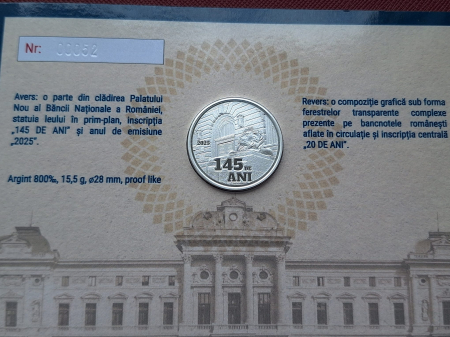 Nr: 00052
Avers: o parte din clădirea Palatului
Nou al Băncii Naționale a României,
statuia leului în prim-plan, inscripția
„145 DE ANI” și anul de emisiune
„2025”.
Argint 800‰, 15,5 g, ø28 mm, proof like
2025
145 DE
ANI
Revers: o compoziție grafică sub forma
ferestrelor transparente complexe
prezente pe bancnotele românești
aflate în circulație și inscripția centrală
„20 DE ANI”.